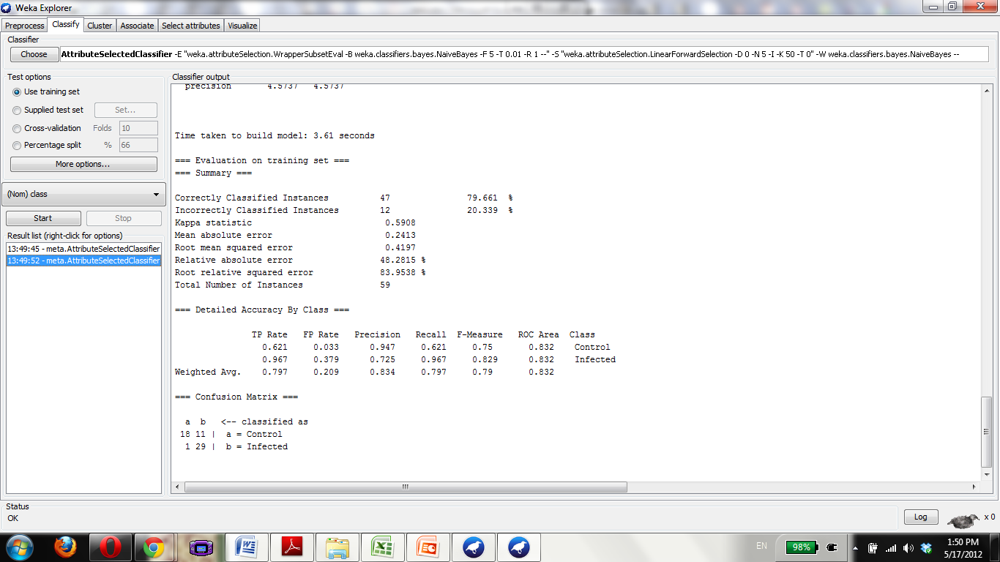 Weka Explorer
Preprocess Classify Cluster Associate Select attributes Visualize
Classifier
Choose AttributeSelectedClassifier -E "weka.attributeSelection.WrapperSubsetEval -B weka.classifiers.bayes.NaiveBayes -F 5 -T 0.01 -R 1 --" -S "weka.attributeSelection.LinearForwardSelection -D 0 -N 5 -I -K 50 -T 0" -W weka.classifiers.bayes.NaiveBayes --
Test options
Use training set
Supplied test set Set...
Cross-validation Folds 10
Percentage split % 66
More options...
(Nom) class
Start Stop
Result list (right-click for options)
13:49:45 - meta.AttributeSelectedClassifier
13:49:52 - meta.AttributeSelectedClassifier
Classifier output
precision 4.5737 4.5737
Time taken to build model: 3.61 seconds
=== Evaluation on training set ===
=== Summary ===
Correctly Classified Instances 47 79.661 %
Incorrectly Classified Instances 12 20.339 %
Kappa statistic 0.5908
Mean absolute error 0.2413
Root mean squared error 0.4197
Relative absolute error 48.2815 %
Root relative squared error 83.9538 %
Total Number of Instances 59
=== Detailed Accuracy By Class ===
TP Rate FP Rate Precision Recall F-Measure ROC Area Class
0.621 0.033 0.947 0.621 0.75 0.832 Control
0.967 0.379 0.725 0.967 0.829 0.832 Infected
Weighted Avg. 0.797 0.209 0.834 0.797 0.79 0.832
=== Confusion Matrix ===
a b <-- classified as
18 11 | a = Control
1 29 | b = Infected
Status
OK
Log x 0
EN 98% 1:50 PM
5/17/2012